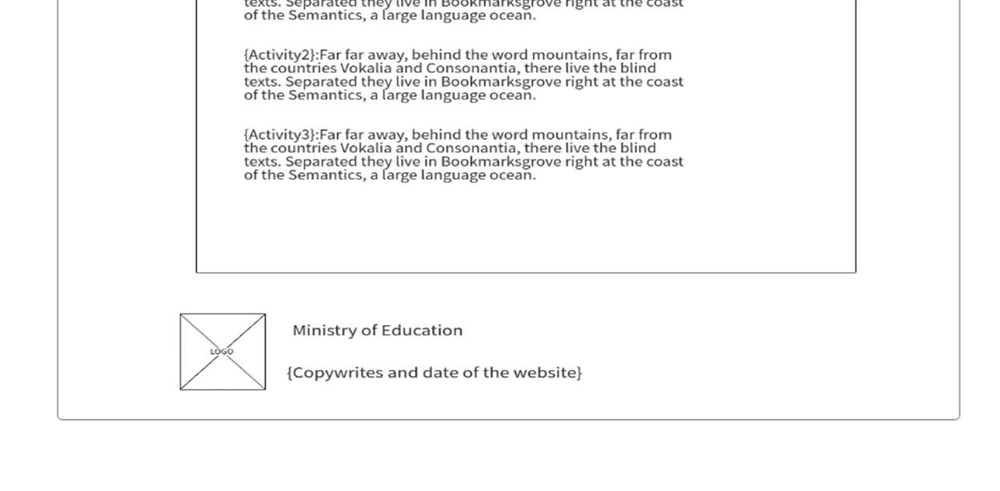 texts. Separated they live in Bookmarksgrove right at the coast
of the Semantics, a large language ocean.
{Activity2}:Far far away, behind the word mountains, far from
the countries Vokalia and Consonantia, there live the blind
texts. Separated they live in Bookmarksgrove right at the coast
of the Semantics, a large language ocean.
{Activity3}:Far far away, behind the word mountains, far from
the countries Vokalia and Consonantia, there live the blind
texts. Separated they live in Bookmarksgrove right at the coast
of the Semantics, a large language ocean.
LOGO
Ministry of Education
{Copywrites and date of the website}